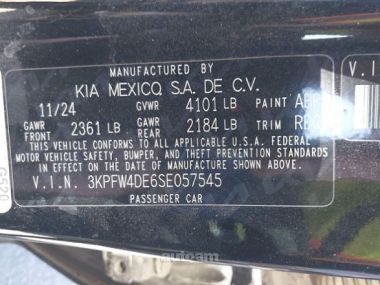 MANUFACTURED BY
KIA MEXICO, S.A. DE C.V.
11/24 GVWR 4101 LB PAINT
GAWR FRONT 2361 LB GAWR REAR 2184 LB TRIM
THIS VEHICLE CONFORMS TO ALL APPLICABLE U.S.A. FEDERAL
MOTOR VEHICLE SAFETY, BUMPER, AND THEFT PREVENTION STANDARDS
IN EFFECT ON THE DATE OF MANUFACTURE SHOWN ABOVE.
V.I.N. 3KPFW4DE6SE057545
PASSENGER CAR
V.I
G520
autoam